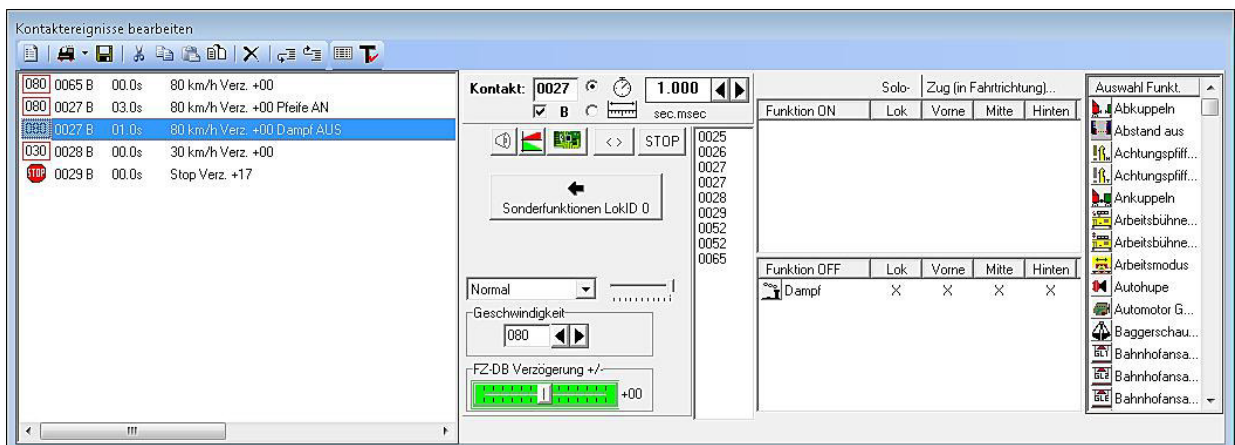 Kontaktereignisse bearbeiten
080 0065 B 00.0s 80 km/h Verz. +00
080 0027 B 03.0s 80 km/h Verz. +00 Pfeife AN
080 0027 B 01.0s 80 km/h Verz. +00 Dampf AUS
030 0028 B 00.0s 30 km/h Verz. +00
STOP 0029 B 00.0s Stop Verz. +17
Kontakt: 0027 1.000
B sec.msec
< > STOP
Sonderfunktionen LokID 0
Normal
Geschwindigkeit
080
FZ-DB Verzögerung +/-
+00
0025
0026
0027
0027
0028
0029
0052
0052
0065
Solo- Zug (in Fahrtrichtung)...
Funktion ON Lok Vorne Mitte Hinten
Funktion OFF Lok Vorne Mitte Hinten
Dampf X X X X
Auswahl Funkt.
Abkuppeln
Abstand aus
Achtungspfiff...
Achtungspfiff...
Ankuppeln
Arbeitsbühne...
Arbeitsbühne...
Arbeitsmodus
Autohupe
Automotor G...
Baggerschau...
Bahnhofansa...
Bahnhofansa...
Bahnhofansa...